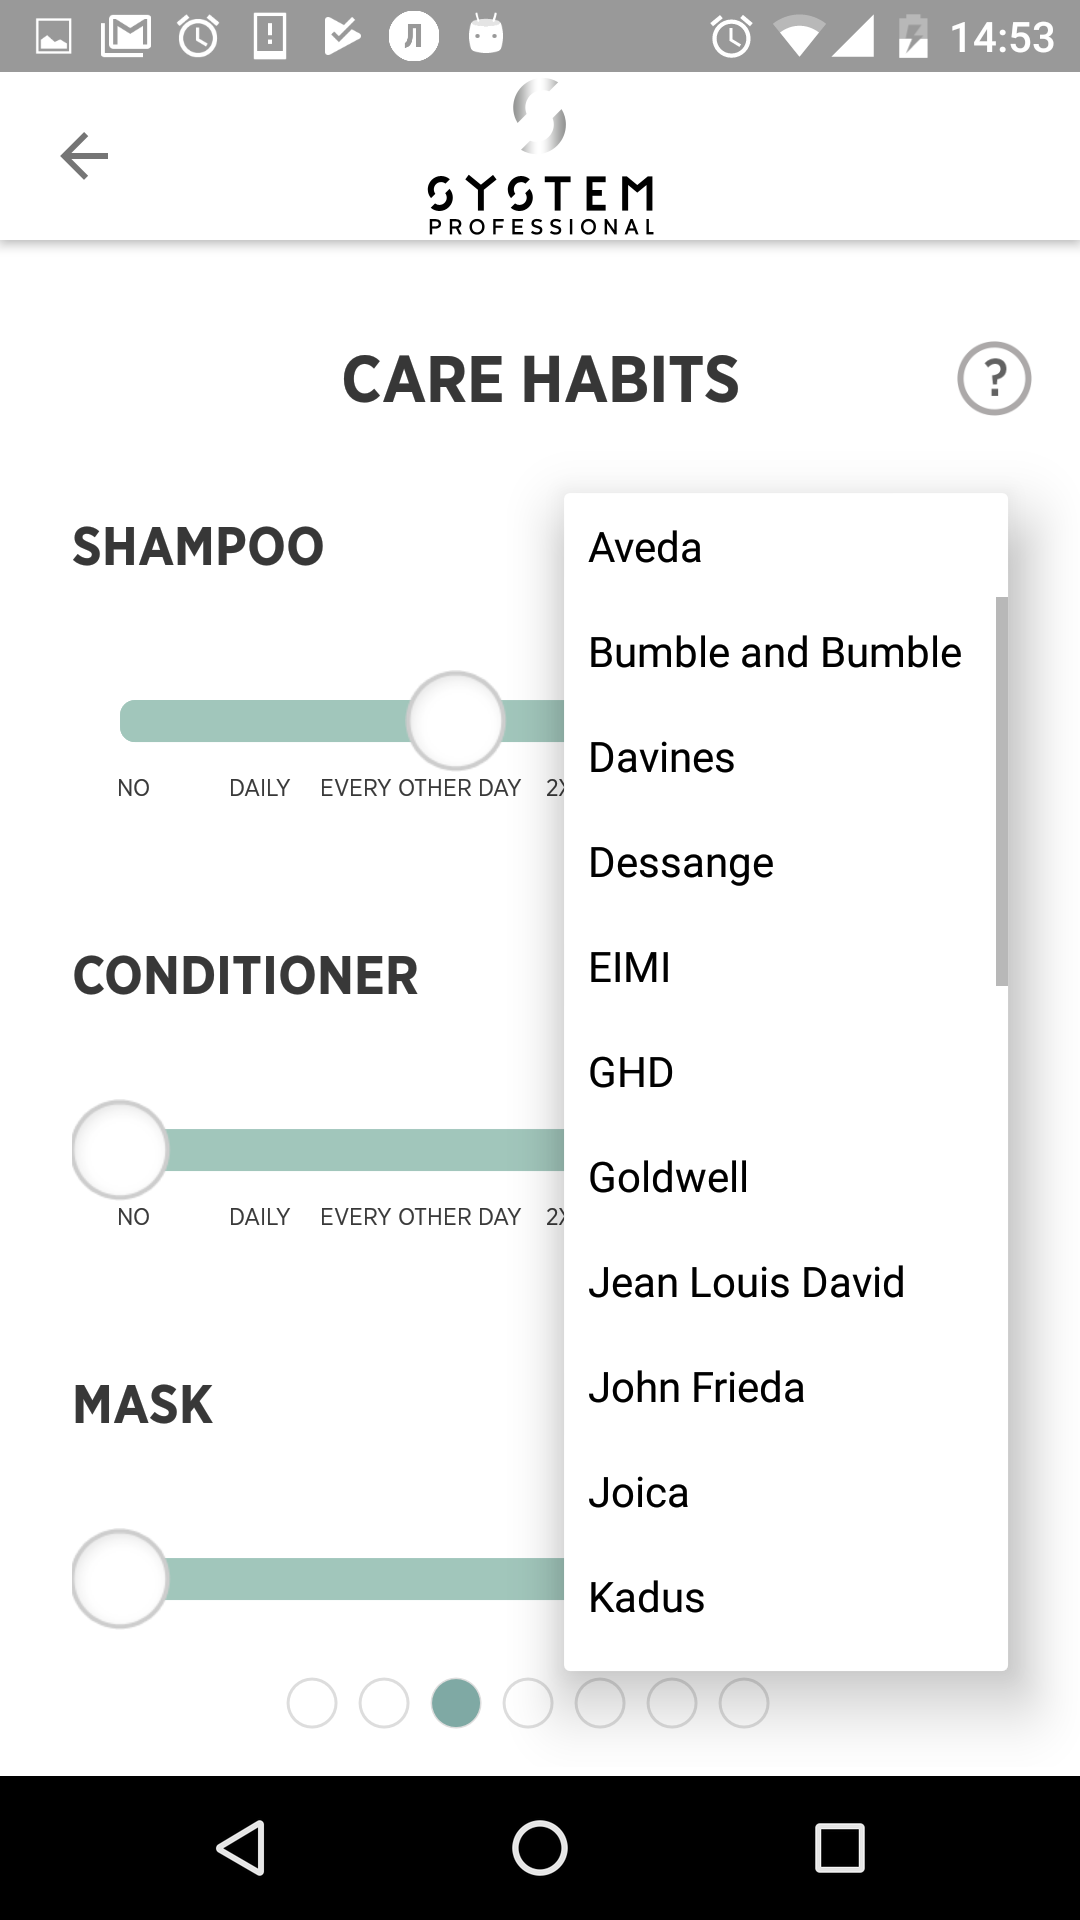 14:53
SYSTEM
PROFESSIONAL
CARE HABITS
?
SHAMPOO
NO DAILY EVERY OTHER DAY 2X
CONDITIONER
NO DAILY EVERY OTHER DAY 2X
MASK
Aveda
Bumble and Bumble
Davines
Dessange
EIMI
GHD
Goldwell
Jean Louis David
John Frieda
Joica
Kadus